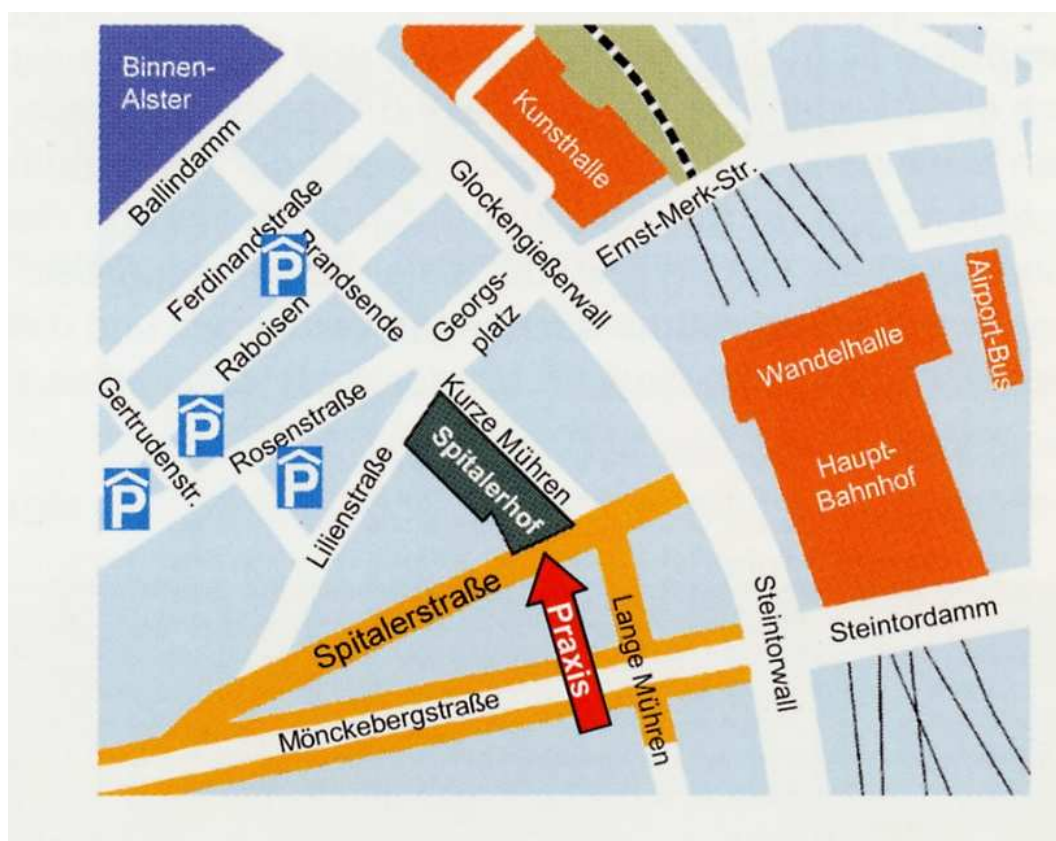 Binnen-
Alster
Ballindamm
Kunsthalle
Glockengießerwall
Ernst-Merk-Str.
Ferdinandstraße
Brandsende
P
Raboisen
Georgs-
platz
Airport-Bus
Wandelhalle
Gertrudenstr.
P
Rosenstraße
P
P
Kurze Mühren
Spitalerhof
Lilienstraße
Haupt-
Bahnhof
Spitalerstraße
Praxis
Lange Mühren
Steintorwall
Steintordamm
Mönckebergstraße